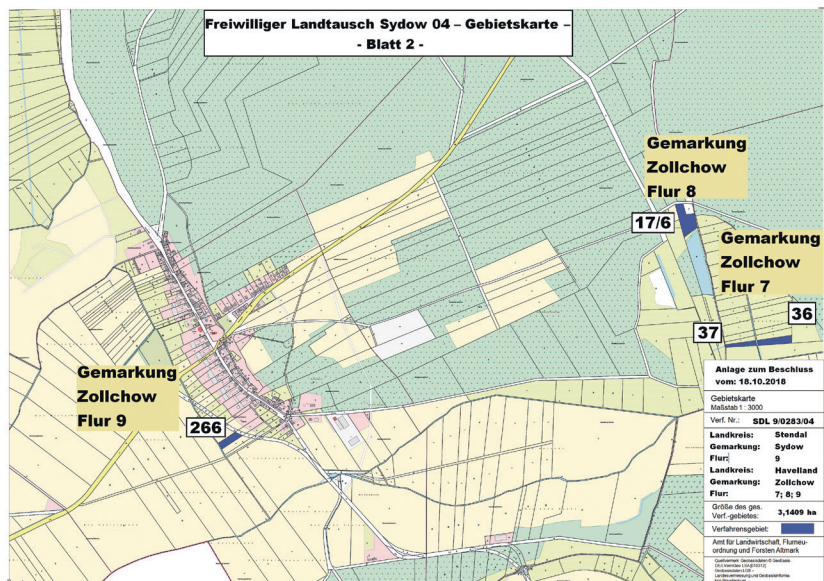 Freiwilliger Landtausch Sydow 04 – Gebietskarte –
- Blatt 2 -
Gemarkung
Zollchow
Flur 8
17/6
Gemarkung
Zollchow
Flur 7
36
37
Gemarkung
Zollchow
Flur 9
266
Anlage zum Beschluss
vom: 18.10.2018
Gebietskarte
Maßstab 1 : 3000
Verf. Nr.: SDL 9/0283/04
Landkreis: Stendal
Gemarkung: Sydow
Flur: 9
Landkreis: Havelland
Gemarkung: Zollchow
Flur: 7; 8; 9
Größe des ges.
Verf.-gebietes: 3,1409 ha
Verfahrensgebiet:
Amt für Landwirtschaft, Flurneu-
ordnung und Forsten Altmark